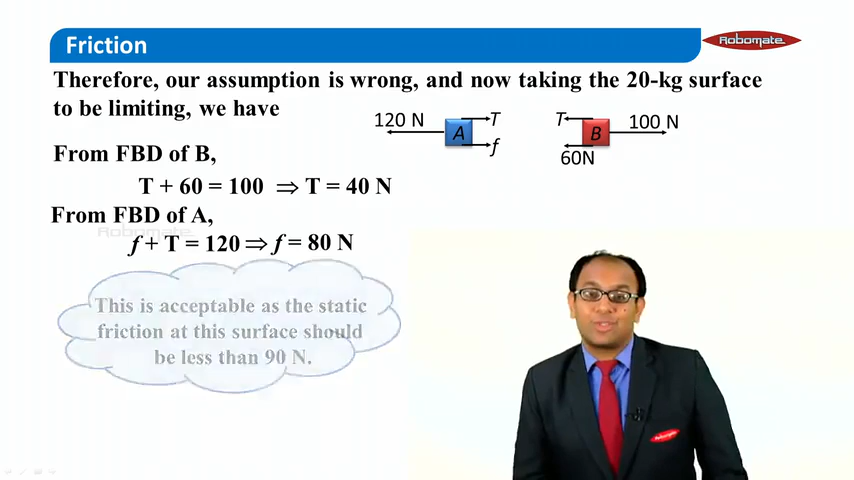 Friction
Robomate
Therefore, our assumption is wrong, and now taking the 20-kg surface
to be limiting, we have
120 N
A
T
f
T
B
100 N
60N
From FBD of B,
T + 60 = 100 ⇒ T = 40 N
From FBD of A,
Robomate
f + T = 120 ⇒ f = 80 N
This is acceptable as the static
friction at this surface should
be less than 90 N.
Robomate